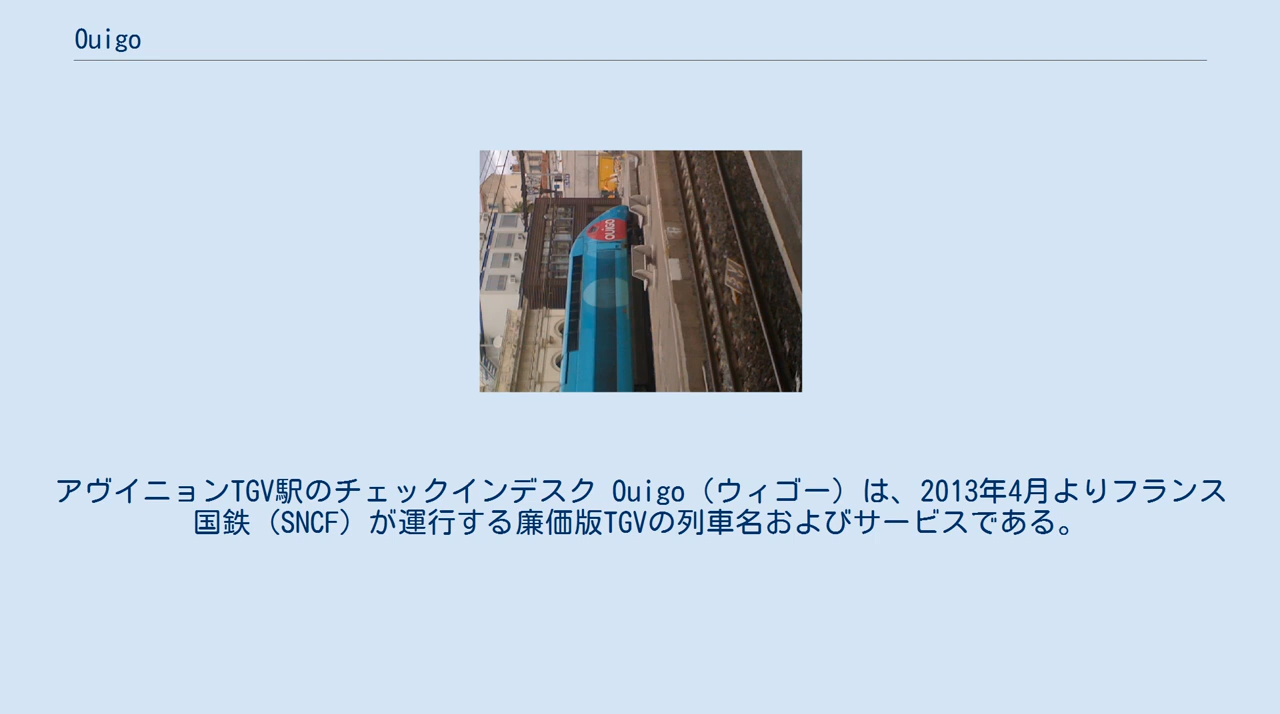 Ouigo
OUIGO
アヴイニョンTGV駅のチェックインデスク Ouigo（ウィゴー）は、2013年4月よりフランス
国鉄（SNCF）が運行する廉価版TGVの列車名およびサービスである。